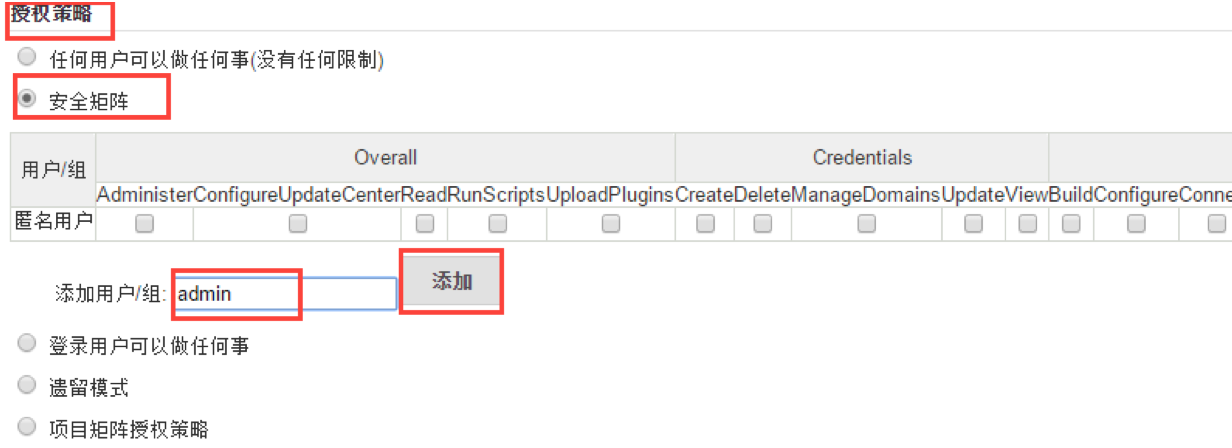 授权策略
任何用户可以做任何事(没有任何限制)
安全矩阵
用户/组 Overall Credentials
Administer ConfigureUpdateCenter Read RunScripts UploadPlugins Create Delete ManageDomains Update View Build Configure Conne
匿名用户
添加用户/组: admin 添加
登录用户可以做任何事
遗留模式
项目矩阵授权策略